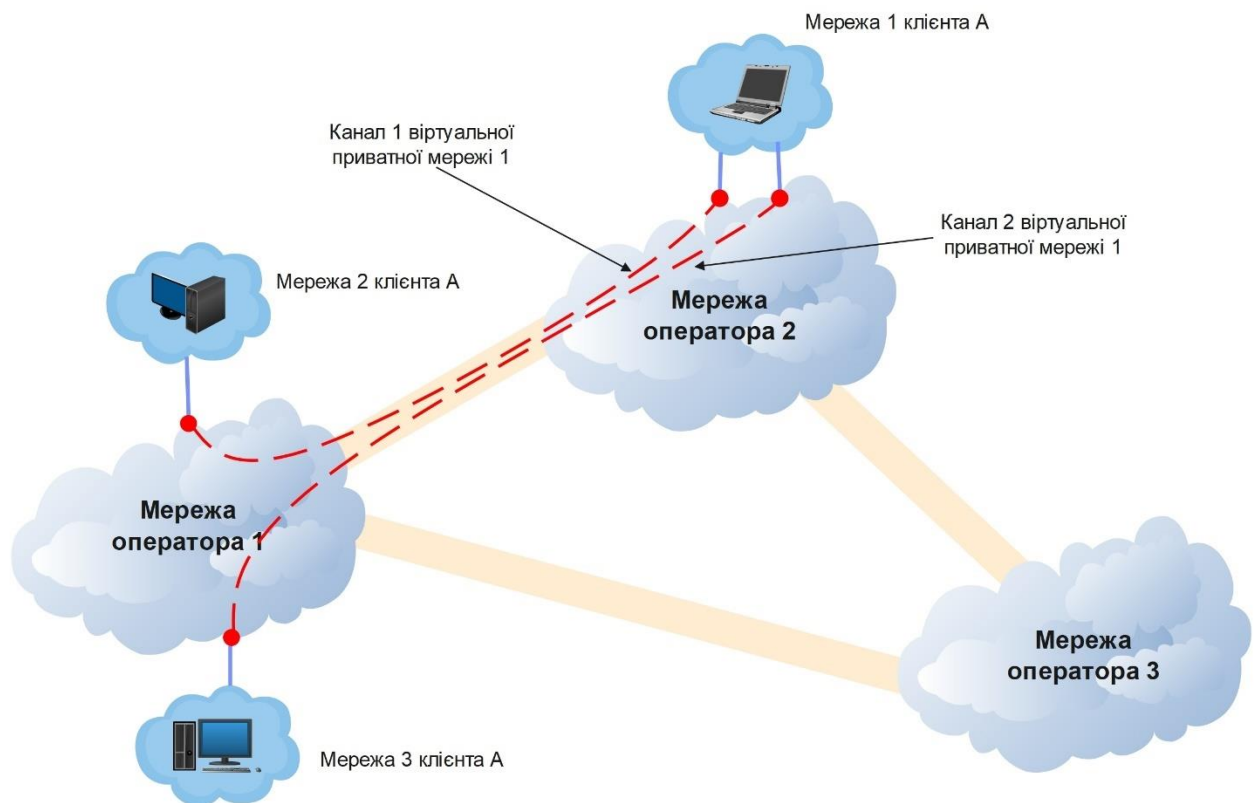 Мережа 1 клієнта А
Канал 1 віртуальної
приватної мережі 1
Канал 2 віртуальної
приватної мережі 1
Мережа 2 клієнта А
Мережа
оператора 2
Мережа
оператора 1
Мережа
оператора 3
Мережа 3 клієнта А